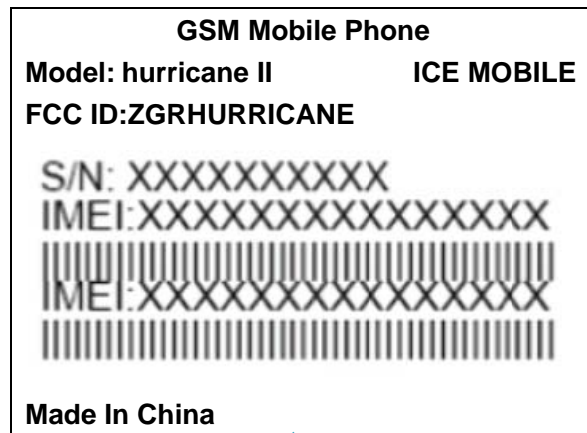 GSM Mobile Phone
Model: hurricane II ICE MOBILE
FCC ID:ZGRHURRICANE
S/N: XXXXXXXXXX
IMEI:XXXXXXXXXXXXXXX
IMEI:XXXXXXXXXXXXXXX
Made In China